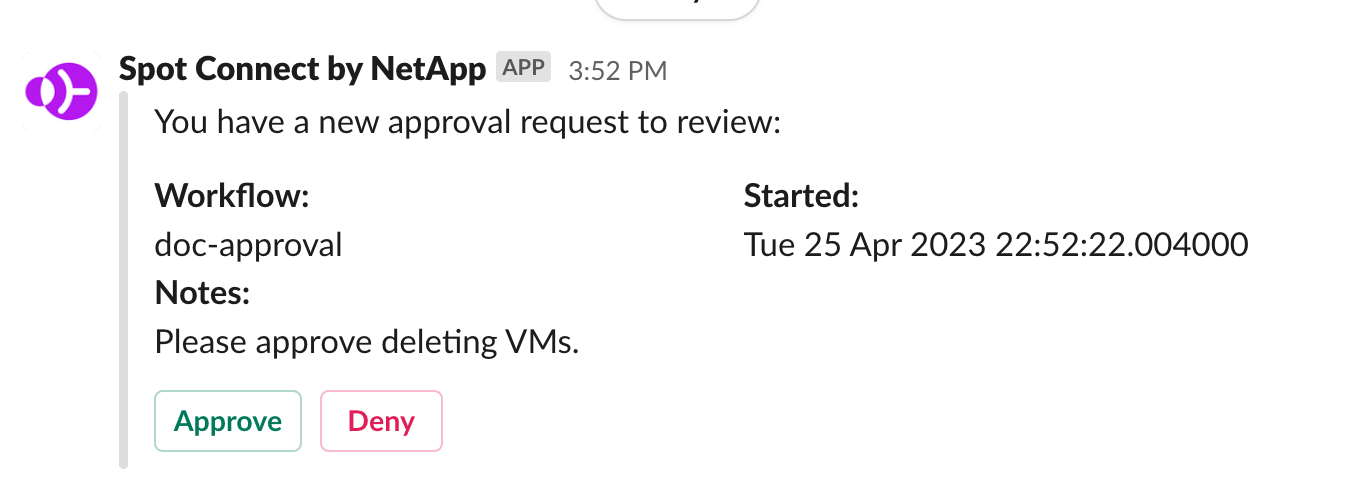 Spot Connect by NetApp APP 3:52 PM
You have a new approval request to review:
Workflow: Started:
doc-approval Tue 25 Apr 2023 22:52:22.004000
Notes:
Please approve deleting VMs.
Approve Deny